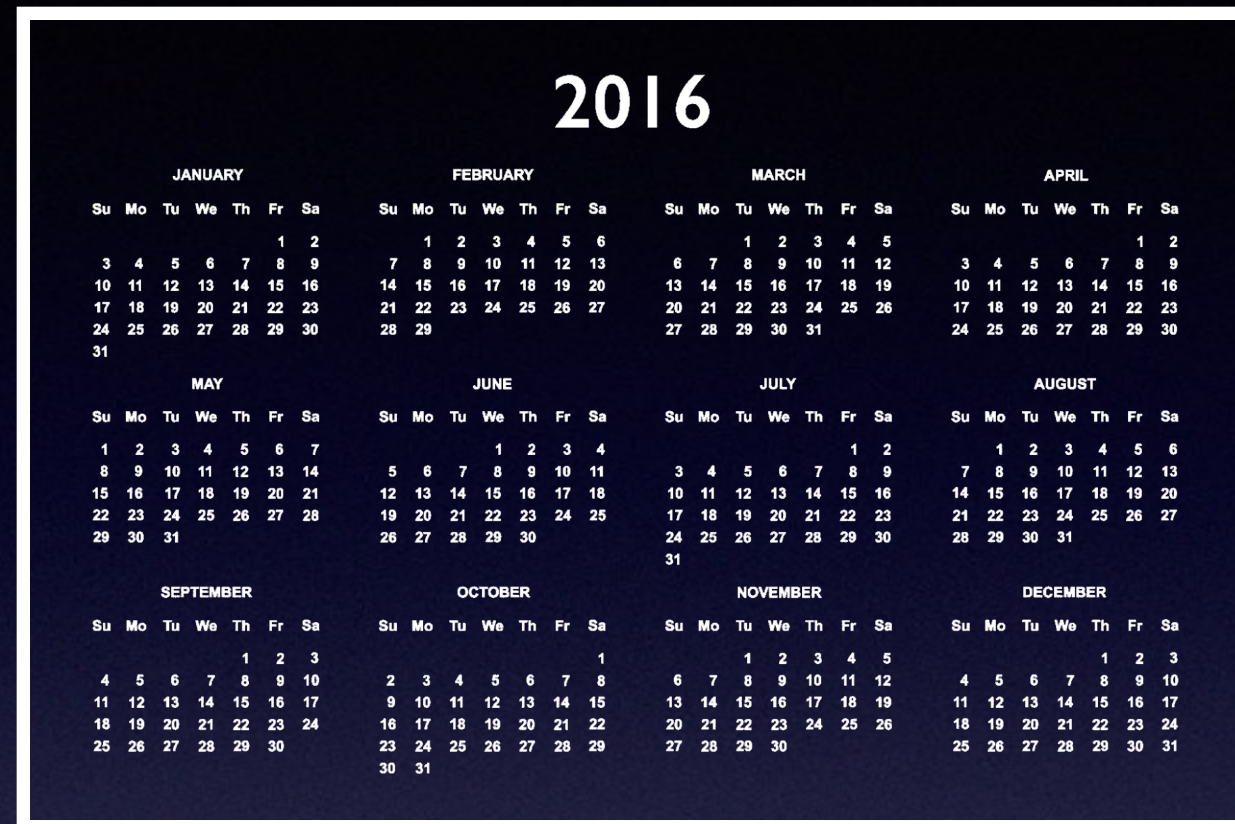 2016
JANUARY
Su Mo Tu We Th Fr Sa
1 2
3 4 5 6 7 8 9
10 11 12 13 14 15 16
17 18 19 20 21 22 23
24 25 26 27 28 29 30
31
FEBRUARY
Su Mo Tu We Th Fr Sa
1 2 3 4 5 6
7 8 9 10 11 12 13
14 15 16 17 18 19 20
21 22 23 24 25 26 27
28 29
MARCH
Su Mo Tu We Th Fr Sa
1 2 3 4 5
6 7 8 9 10 11 12
13 14 15 16 17 18 19
20 21 22 23 24 25 26
27 28 29 30 31
APRIL
Su Mo Tu We Th Fr Sa
1 2
3 4 5 6 7 8 9
10 11 12 13 14 15 16
17 18 19 20 21 22 23
24 25 26 27 28 29 30
MAY
Su Mo Tu We Th Fr Sa
1 2 3 4 5 6 7
8 9 10 11 12 13 14
15 16 17 18 19 20 21
22 23 24 25 26 27 28
29 30 31
JUNE
Su Mo Tu We Th Fr Sa
1 2 3 4
5 6 7 8 9 10 11
12 13 14 15 16 17 18
19 20 21 22 23 24 25
26 27 28 29 30
JULY
Su Mo Tu We Th Fr Sa
1 2
3 4 5 6 7 8 9
10 11 12 13 14 15 16
17 18 19 20 21 22 23
24 25 26 27 28 29 30
31
AUGUST
Su Mo Tu We Th Fr Sa
1 2 3 4 5 6
7 8 9 10 11 12 13
14 15 16 17 18 19 20
21 22 23 24 25 26 27
28 29 30 31
SEPTEMBER
Su Mo Tu We Th Fr Sa
1 2 3
4 5 6 7 8 9 10
11 12 13 14 15 16 17
18 19 20 21 22 23 24
25 26 27 28 29 30
OCTOBER
Su Mo Tu We Th Fr Sa
1
2 3 4 5 6 7 8
9 10 11 12 13 14 15
16 17 18 19 20 21 22
23 24 25 26 27 28 29
30 31
NOVEMBER
Su Mo Tu We Th Fr Sa
1 2 3 4 5
6 7 8 9 10 11 12
13 14 15 16 17 18 19
20 21 22 23 24 25 26
27 28 29 30
DECEMBER
Su Mo Tu We Th Fr Sa
1 2 3
4 5 6 7 8 9 10
11 12 13 14 15 16 17
18 19 20 21 22 23 24
25 26 27 28 29 30 31